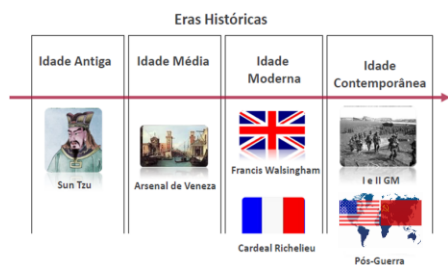 Eras Históricas
Idade Antiga
Idade Média
Idade
Moderna
Idade
Contemporânea
Sun Tzu
Arsenal de Veneza
Francis Walsingham
I e II GM
Cardeal Richelieu
Pós-Guerra